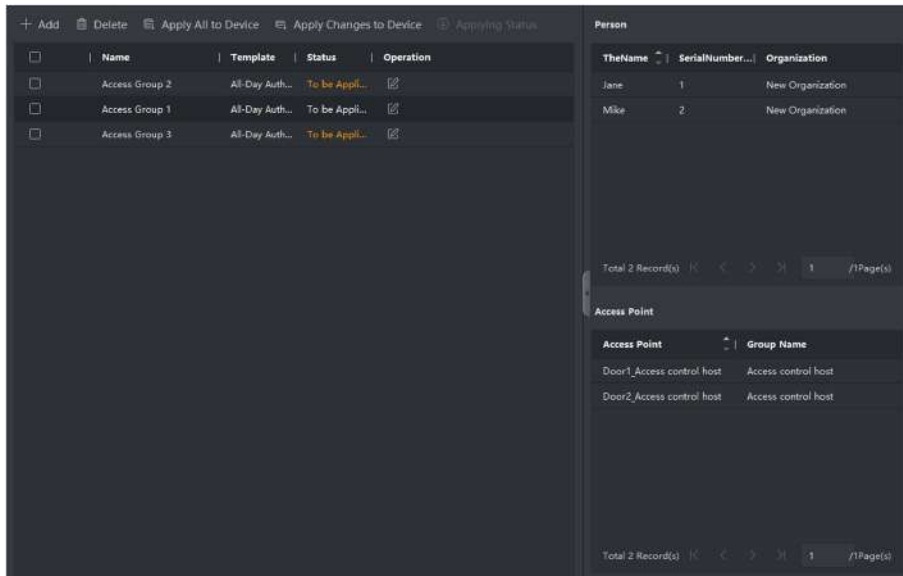 + Add Delete Apply All to Device Apply Changes to Device Applying Status
Name | Template | Status | Operation
Access Group 2 All-Day Auth... To be Appli...
Access Group 1 All-Day Auth... To be Appli...
Access Group 3 All-Day Auth... To be Appli...
Person
TheName | SerialNumber...| Organization
Jane 1 New Organization
Mike 2 New Organization
Total 2 Record(s) 1 /1Page(s)
Access Point
Access Point | Group Name
Door1_Access control host Access control host
Door2_Access control host Access control host
Total 2 Record(s) 1 /1Page(s)